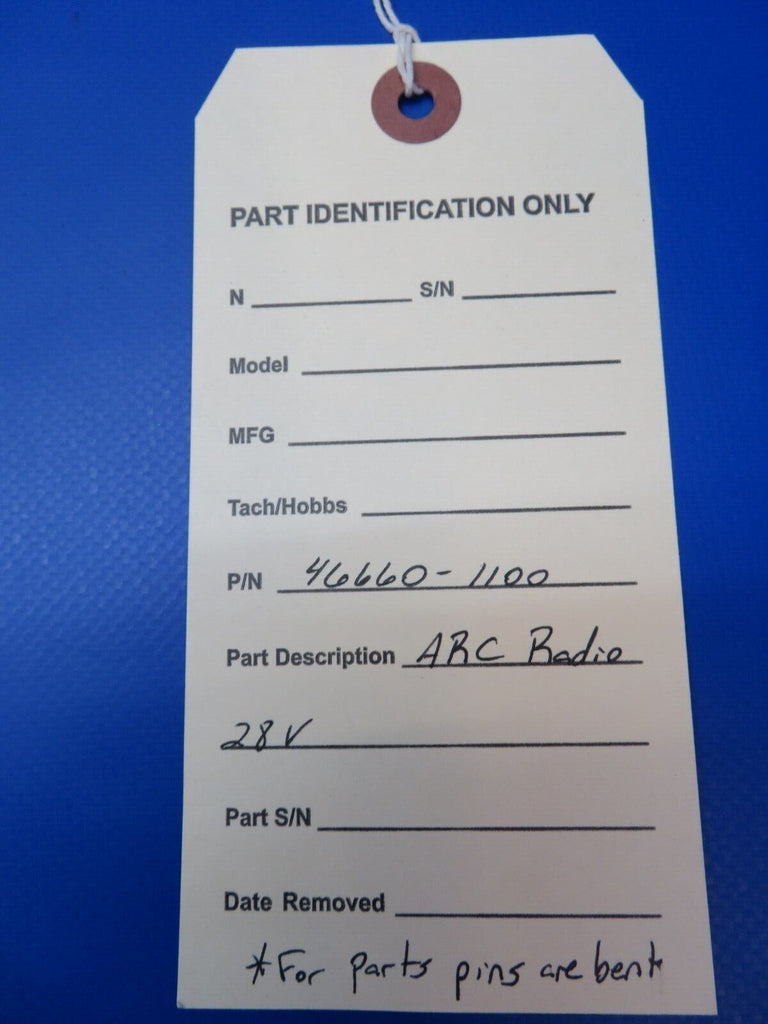 PART IDENTIFICATION ONLY
N S/N
Model
MFG
Tach/Hobbs
P/N 46660-1100
Part Description ARC Radio
28V
Part S/N
Date Removed
*For parts pins are bent